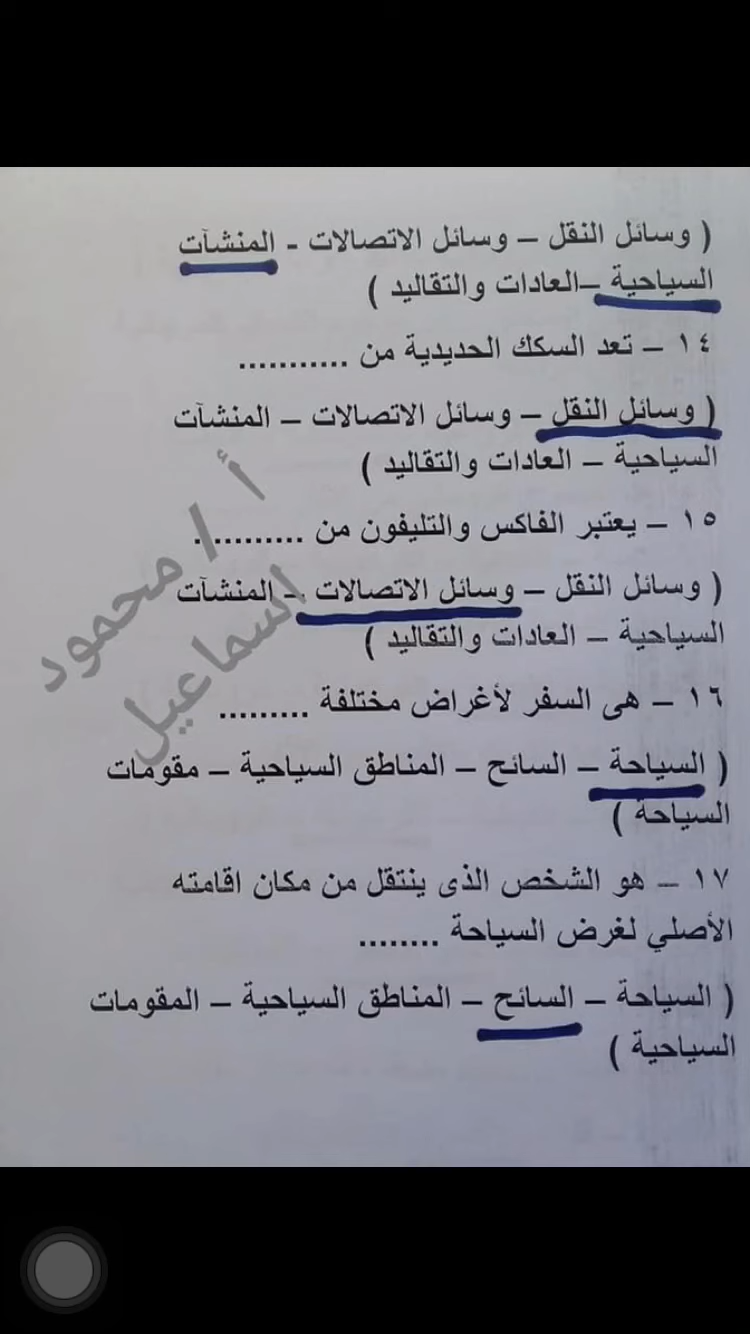 ( وسائل النقل – وسائل الاتصالات - المنشآت
السياحية –العادات والتقاليد )
١٤ – تعد السكك الحديدية من ...........
( وسائل النقل – وسائل الاتصالات – المنشآت
السياحية – العادات والتقاليد )
١٥ – يعتبر الفاكس والتليفون من ..........
( وسائل النقل – وسائل الاتصالات – المنشآت
السياحية – العادات والتقاليد )
١٦ – هى السفر لأغراض مختلفة .........
( السياحة – السائح – المناطق السياحية – مقومات
السياحة )
١٧ – هو الشخص الذى ينتقل من مكان اقامته
الأصلي لغرض السياحة ........
( السياحة – السائح – المناطق السياحية – المقومات
السياحية )
أ / محمود
اسماعيل